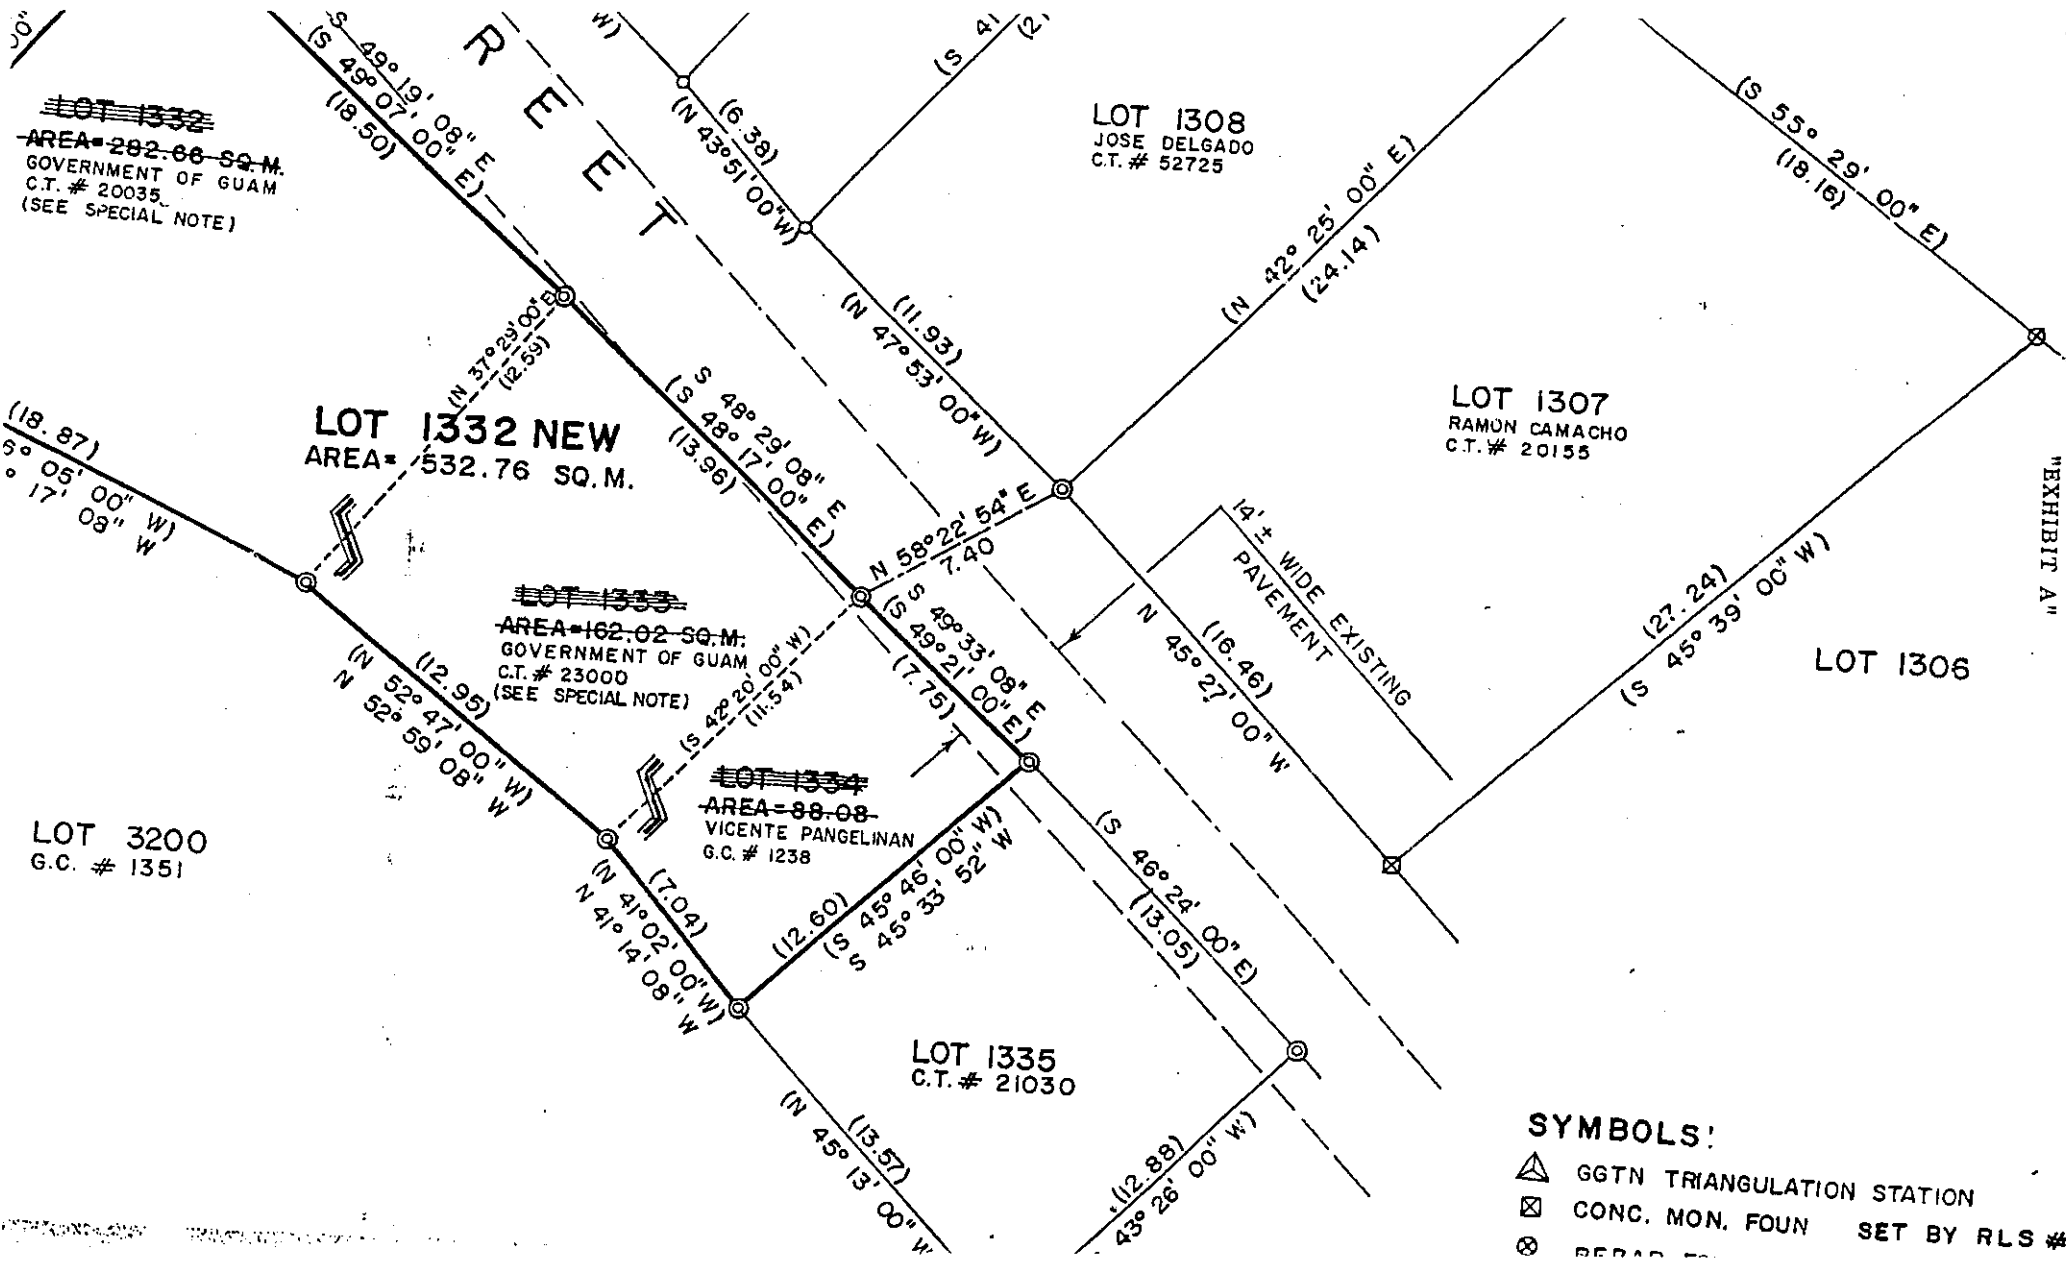 00"
S 49° 19' 08" E
(S 49° 07' 00" E)
(18.50)
REET
W)
(6.38)
(N 43° 51' 00" W)
(S 41
(2
LOT 1332
AREA=282.66 SQ.M.
GOVERNMENT OF GUAM
C.T. # 20035
(SEE SPECIAL NOTE)
LOT 1308
JOSE DELGADO
C.T. # 52725
(N 42° 25' 00" E)
(24.14)
(S 55° 29' 00" E)
(18.16)
(N 37° 29' 00" E
(12.59)
(11.93)
(N 47° 53' 00" W)
LOT 1332 NEW
AREA= 532.76 SQ.M.
S 48° 29' 08" E
(S 48° 17' 00" E)
(13.96)
LOT 1307
RAMON CAMACHO
C.T. # 20155
"EXHIBIT A"
(18.87)
6° 05' 00" W)
° 17' 08" W
N 58° 22' 54" E
7.40
14' ± WIDE EXISTING
PAVEMENT
LOT 1333
AREA=162.02 SQ.M.
GOVERNMENT OF GUAM
C.T. # 23000
(SEE SPECIAL NOTE)
S 49° 33' 08" E
(S 49° 21' 00" E)
(7.75)
(16.46)
N 45° 27' 00" W
(27.24)
(S 45° 39' 00" W)
LOT 1306
(12.95)
(N 52° 47' 00" W)
N 52° 59' 08" W
(S 42° 20' 00" W)
(11.54)
LOT 1334
AREA=88.08
VICENTE PANGELINAN
G.C. # 1238
LOT 3200
G.C. # 1351
(7.04)
(N 41° 02' 00" W)
N 41° 14' 08" W
(12.60)
(S 45° 46' 00" W)
S 45° 33' 52" W
(S 46° 24' 00" E)
(13.05)
LOT 1335
C.T. # 21030
(13.57)
(N 45° 13' 00" W
(12.88)
43° 26' 00" W)
SYMBOLS:
GGTN TRIANGULATION STATION
CONC. MON. FOUN SET BY RLS #